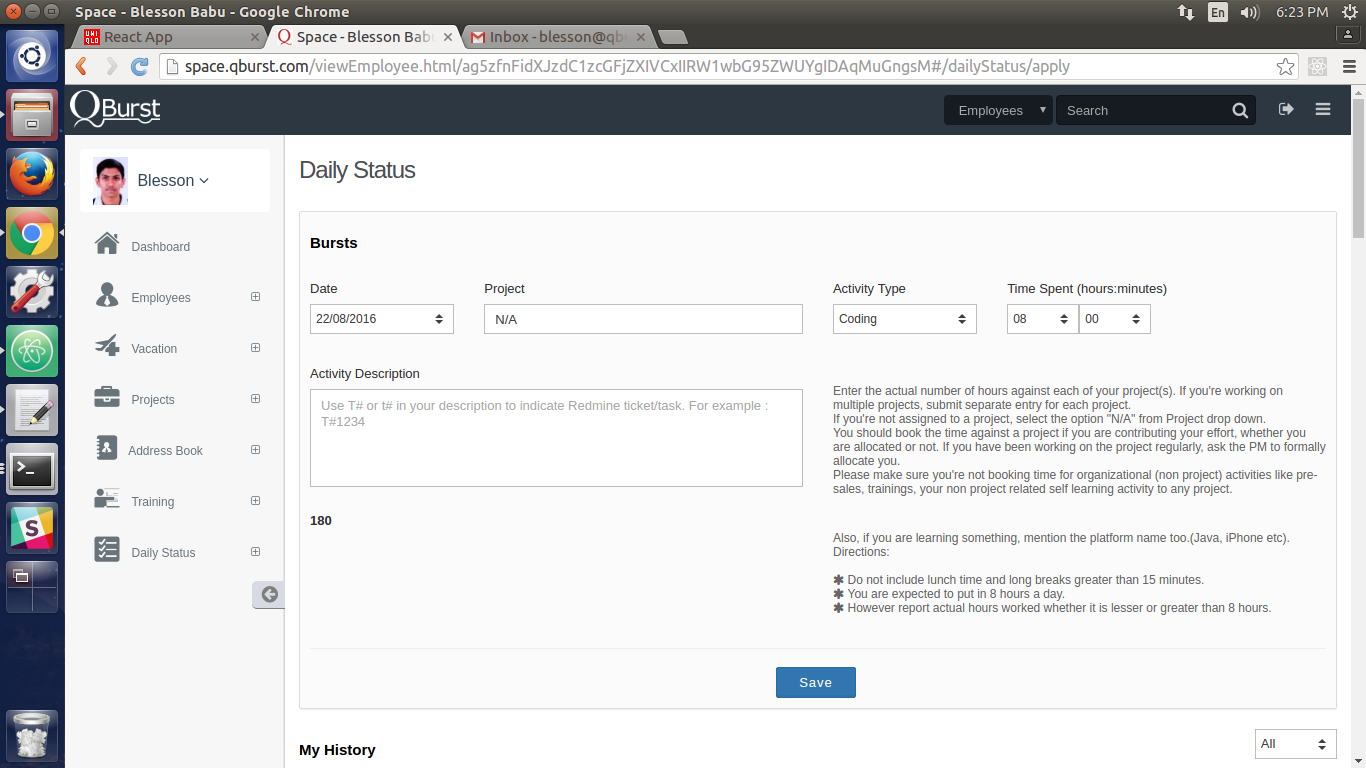 Space - Blesson Babu - Google Chrome
En
6:23 PM
React App
Space - Blesson Bab
Inbox - blesson@qb
space.qburst.com/viewEmployee.html/ag5zfnFidXJzdC1zcGFjZXIVCxIIRW1wbG95ZWUYgIDAqMuGngsM#/dailyStatus/apply
QBurst
Employees
Search
Blesson
Dashboard
Employees
Vacation
Projects
Address Book
Training
Daily Status
Daily Status
Bursts
Date
Project
Activity Type
Time Spent (hours:minutes)
22/08/2016
N/A
Coding
08
00
Activity Description
Use T# or t# in your description to indicate Redmine ticket/task. For example :
T#1234
180
Enter the actual number of hours against each of your project(s). If you're working on
multiple projects, submit separate entry for each project.
If you're not assigned to a project, select the option "N/A" from Project drop down.
You should book the time against a project if you are contributing your effort, whether you
are allocated or not. If you have been working on the project regularly, ask the PM to formally
allocate you.
Please make sure you're not booking time for organizational (non project) activities like pre-
sales, trainings, your non project related self learning activity to any project.
Also, if you are learning something, mention the platform name too.(Java, iPhone etc).
Directions:
✱ Do not include lunch time and long breaks greater than 15 minutes.
✱ You are expected to put in 8 hours a day.
✱ However report actual hours worked whether it is lesser or greater than 8 hours.
Save
My History
All